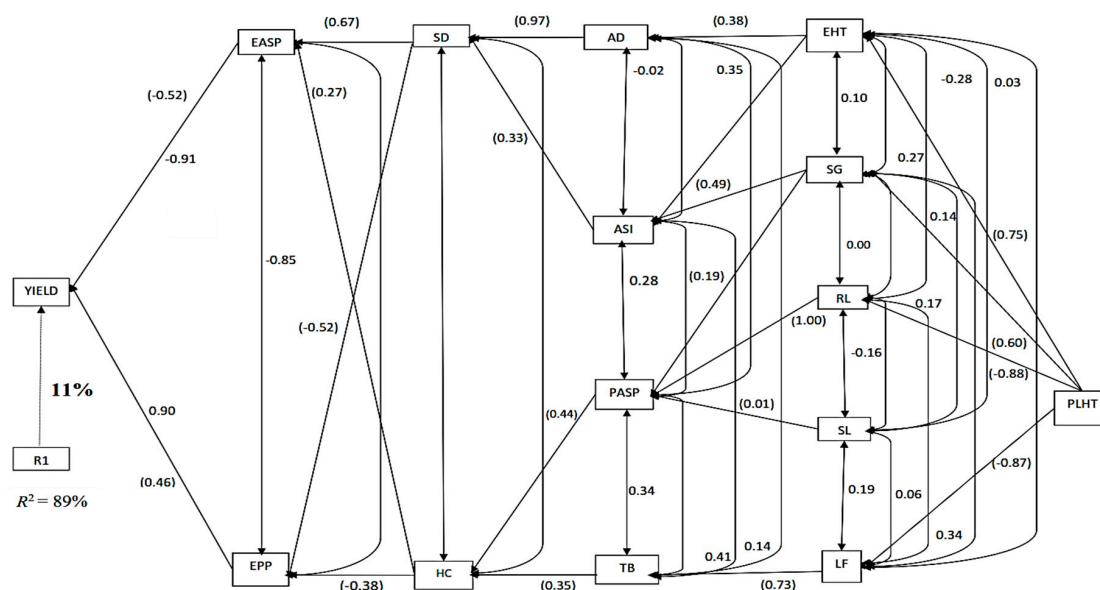 (0.67)
(0.97)
(0.38)
EASP
SD
AD
EHT
-0.02
0.35
-0.28
0.03
(-0.52)
(0.27)
0.10
-0.91
(0.33)
0.27
(0.49)
SG
0.14
(0.75)
ASI
0.00
-0.85
0.28
(0.19)
YIELD
RL
0.17
(1.00)
(-0.52)
(0.60)
-0.16
(-0.88)
11%
PASP
PLHT
(0.01)
0.90
(0.44)
SL
R1
(-0.87)
(0.46)
0.34
0.19
0.06
R² = 89%
0.34
0.41
0.14
EPP
HC
TB
LF
(-0.38)
(0.35)
(0.73)